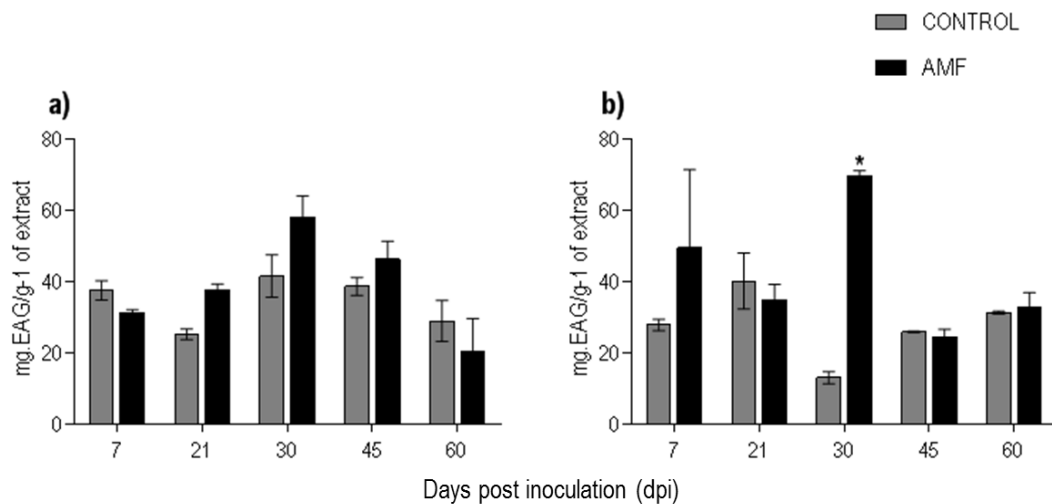 CONTROL
AMF
a)
80
60
40
20
0
mg.EAG/g-1 of extract
7 21 30 45 60
b)
80
60
40
20
0
mg.EAG/g-1 of extract
*
7 21 30 45 60
Days post inoculation (dpi)